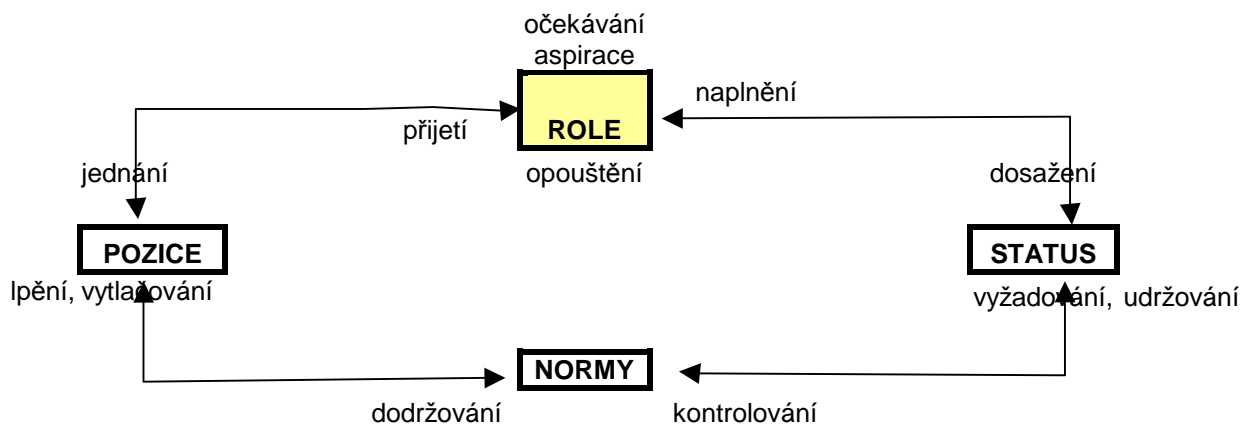 očekávání
aspirace
naplnění
ROLE
přijetí
jednání
opouštění
dosažení
POZICE
STATUS
lpění, vytlačování
vyžadování, udržování
NORMY
dodržování
kontrolování